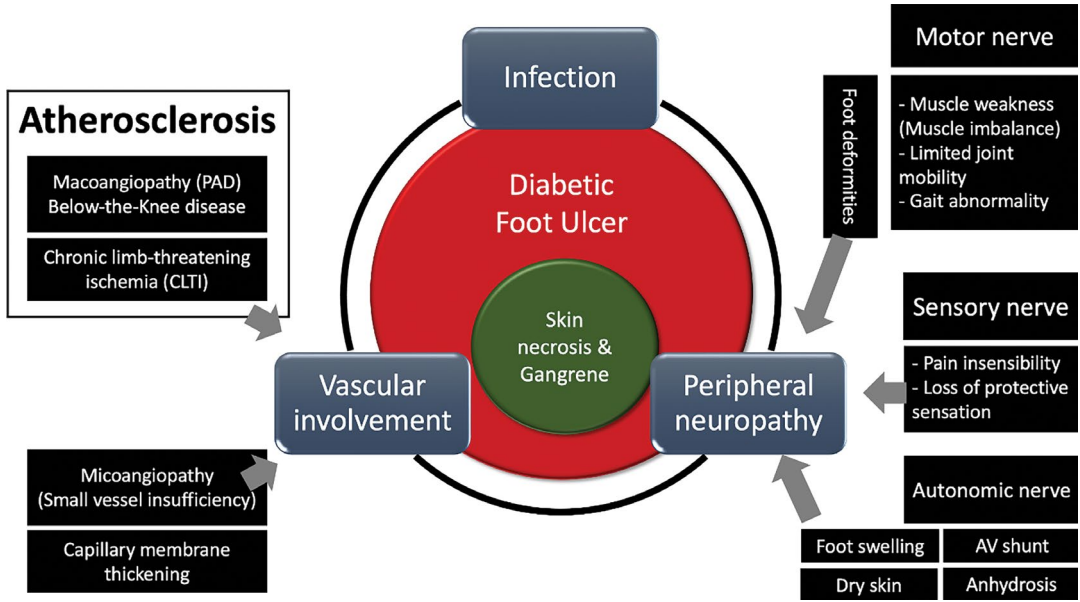 Infection
Diabetic
Foot Ulcer
Skin
necrosis &
Gangrene
Vascular
involvement
Peripheral
neuropathy
Atherosclerosis
Macoangiopathy (PAD)
Below-the-Knee disease
Chronic limb-threatening
ischemia (CLTI)
Micoangiopathy
(Small vessel insufficiency)
Capillary membrane
thickening
Foot deformities
Motor nerve
- Muscle weakness
(Muscle imbalance)
- Limited joint
mobility
- Gait abnormality
Sensory nerve
- Pain insensibility
- Loss of protective
sensation
Autonomic nerve
Foot swelling
AV shunt
Dry skin
Anhydrosis